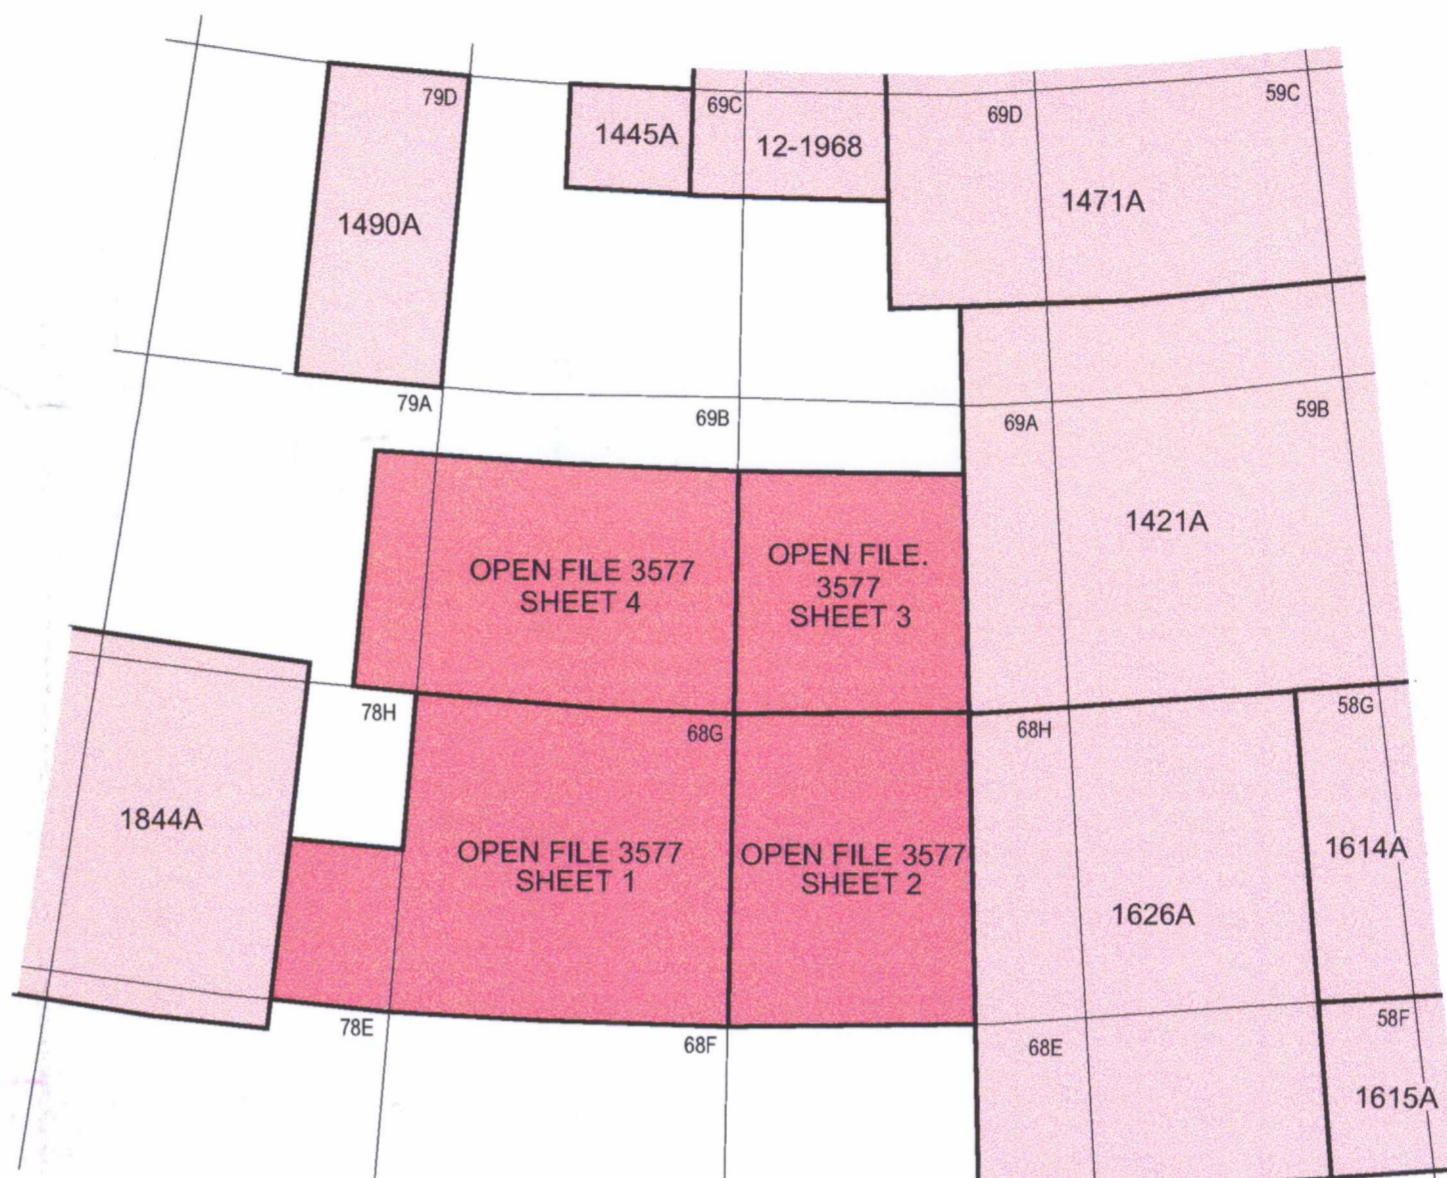 79D
69C
69D
59C
1445A
12-1968
1490A
1471A
79A
69B
69A
59B
OPEN FILE 3577
SHEET 4
OPEN FILE.
3577
SHEET 3
1421A
78H
68G
68H
58G
1844A
OPEN FILE 3577
SHEET 1
OPEN FILE 3577
SHEET 2
1626A
1614A
78E
68F
68E
58F
1615A